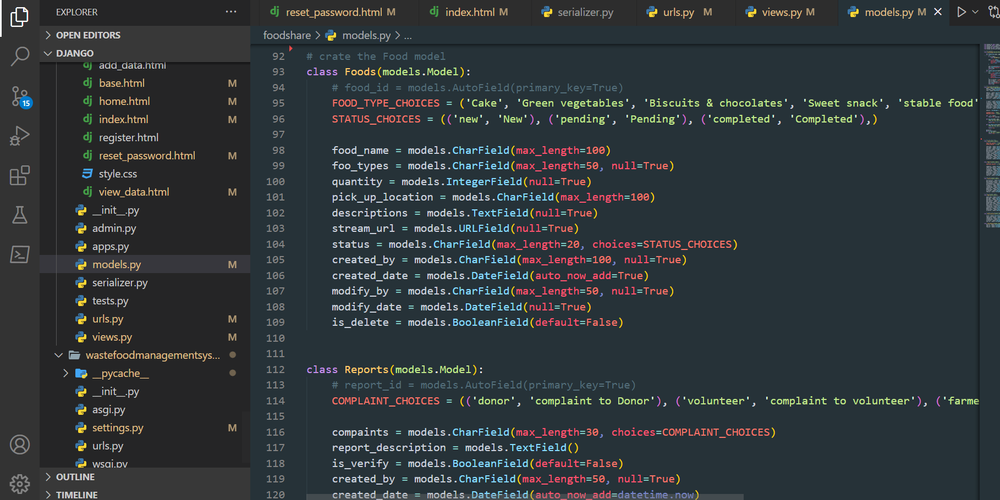 EXPLORER
OPEN EDITORS
DJANGO
add_data.html
base.html M
home.html M
index.html M
register.html
reset_password.html M
style.css
view_data.html M
__init__.py
admin.py
apps.py
models.py M
serializer.py
tests.py
urls.py M
views.py M
wastefoodmanagementsys...
__pycache__
__init__.py
asgi.py
settings.py M
urls.py
wsgi.py
OUTLINE
TIMELINE
15
reset_password.html M index.html M serializer.py urls.py M views.py M models.py M
foodshare > models.py > ...
92 # crate the Food model
93 class Foods(models.Model):
94 # food_id = models.AutoField(primary_key=True)
95 FOOD_TYPE_CHOICES = ('Cake', 'Green vegetables', 'Biscuits & chocolates', 'Sweet snack', 'stable food'
96 STATUS_CHOICES = (('new', 'New'), ('pending', 'Pending'), ('completed', 'Completed'),)
97
98 food_name = models.CharField(max_length=100)
99 foo_types = models.CharField(max_length=50, null=True)
100 quantity = models.IntegerField(null=True)
101 pick_up_location = models.CharField(max_length=100)
102 descriptions = models.TextField(null=True)
103 stream_url = models.URLField(null=True)
104 status = models.CharField(max_length=20, choices=STATUS_CHOICES)
105 created_by = models.CharField(max_length=100, null=True)
106 created_date = models.DateField(auto_now_add=True)
107 modify_by = models.CharField(max_length=50, null=True)
108 modify_date = models.DateField(null=True)
109 is_delete = models.BooleanField(default=False)
110
111
112 class Reports(models.Model):
113 # report_id = models.AutoField(primary_key=True)
114 COMPLAINT_CHOICES = (('donor', 'complaint to Donor'), ('volunteer', 'complaint to volunteer'), ('farme
115
116 compaints = models.CharField(max_length=30, choices=COMPLAINT_CHOICES)
117 report_description = models.TextField()
118 is_verify = models.BooleanField(default=False)
119 created_by = models.CharField(max_length=50, null=True)
120 created_date = models.DateField(auto_now_add=datetime.now)